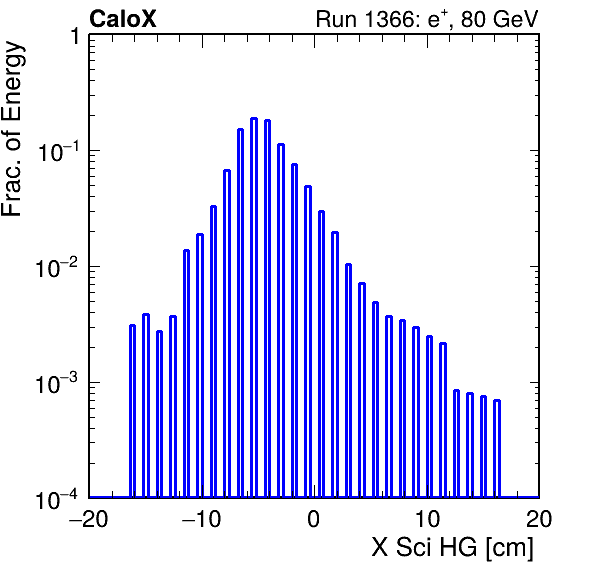 CaloX Run 1366: e⁺, 80 GeV
Frac. of Energy
1
10⁻¹
10⁻²
10⁻³
10⁻⁴
−20 −10 0 10 20
X Sci HG [cm]